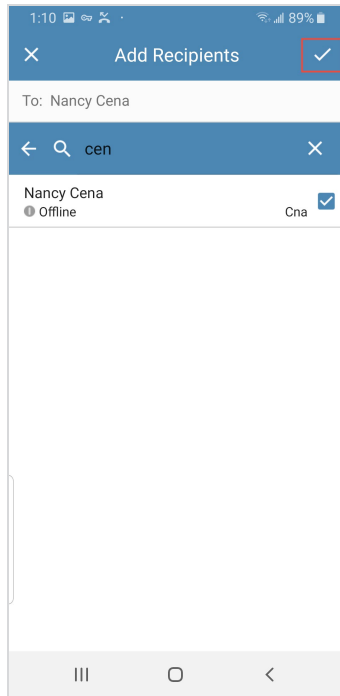 1:10 89%
Add Recipients
To: Nancy Cena
cen
Nancy Cena
Offline Cna